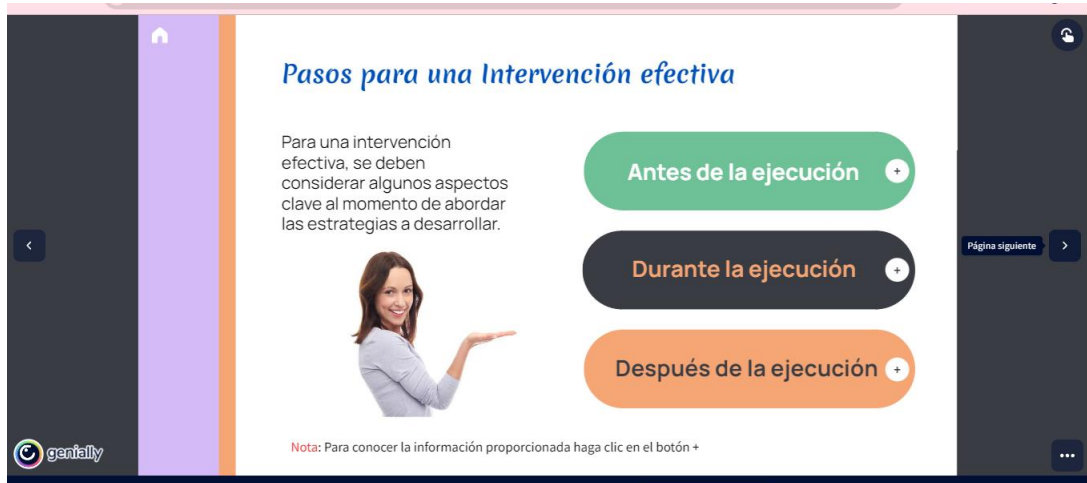 Pasos para una Intervención efectiva
Para una intervención
efectiva, se deben
considerar algunos aspectos
clave al momento de abordar
las estrategias a desarrollar.
Antes de la ejecución +
Durante la ejecución +
Después de la ejecución +
Página siguiente
Nota: Para conocer la información proporcionada haga clic en el botón +
genially